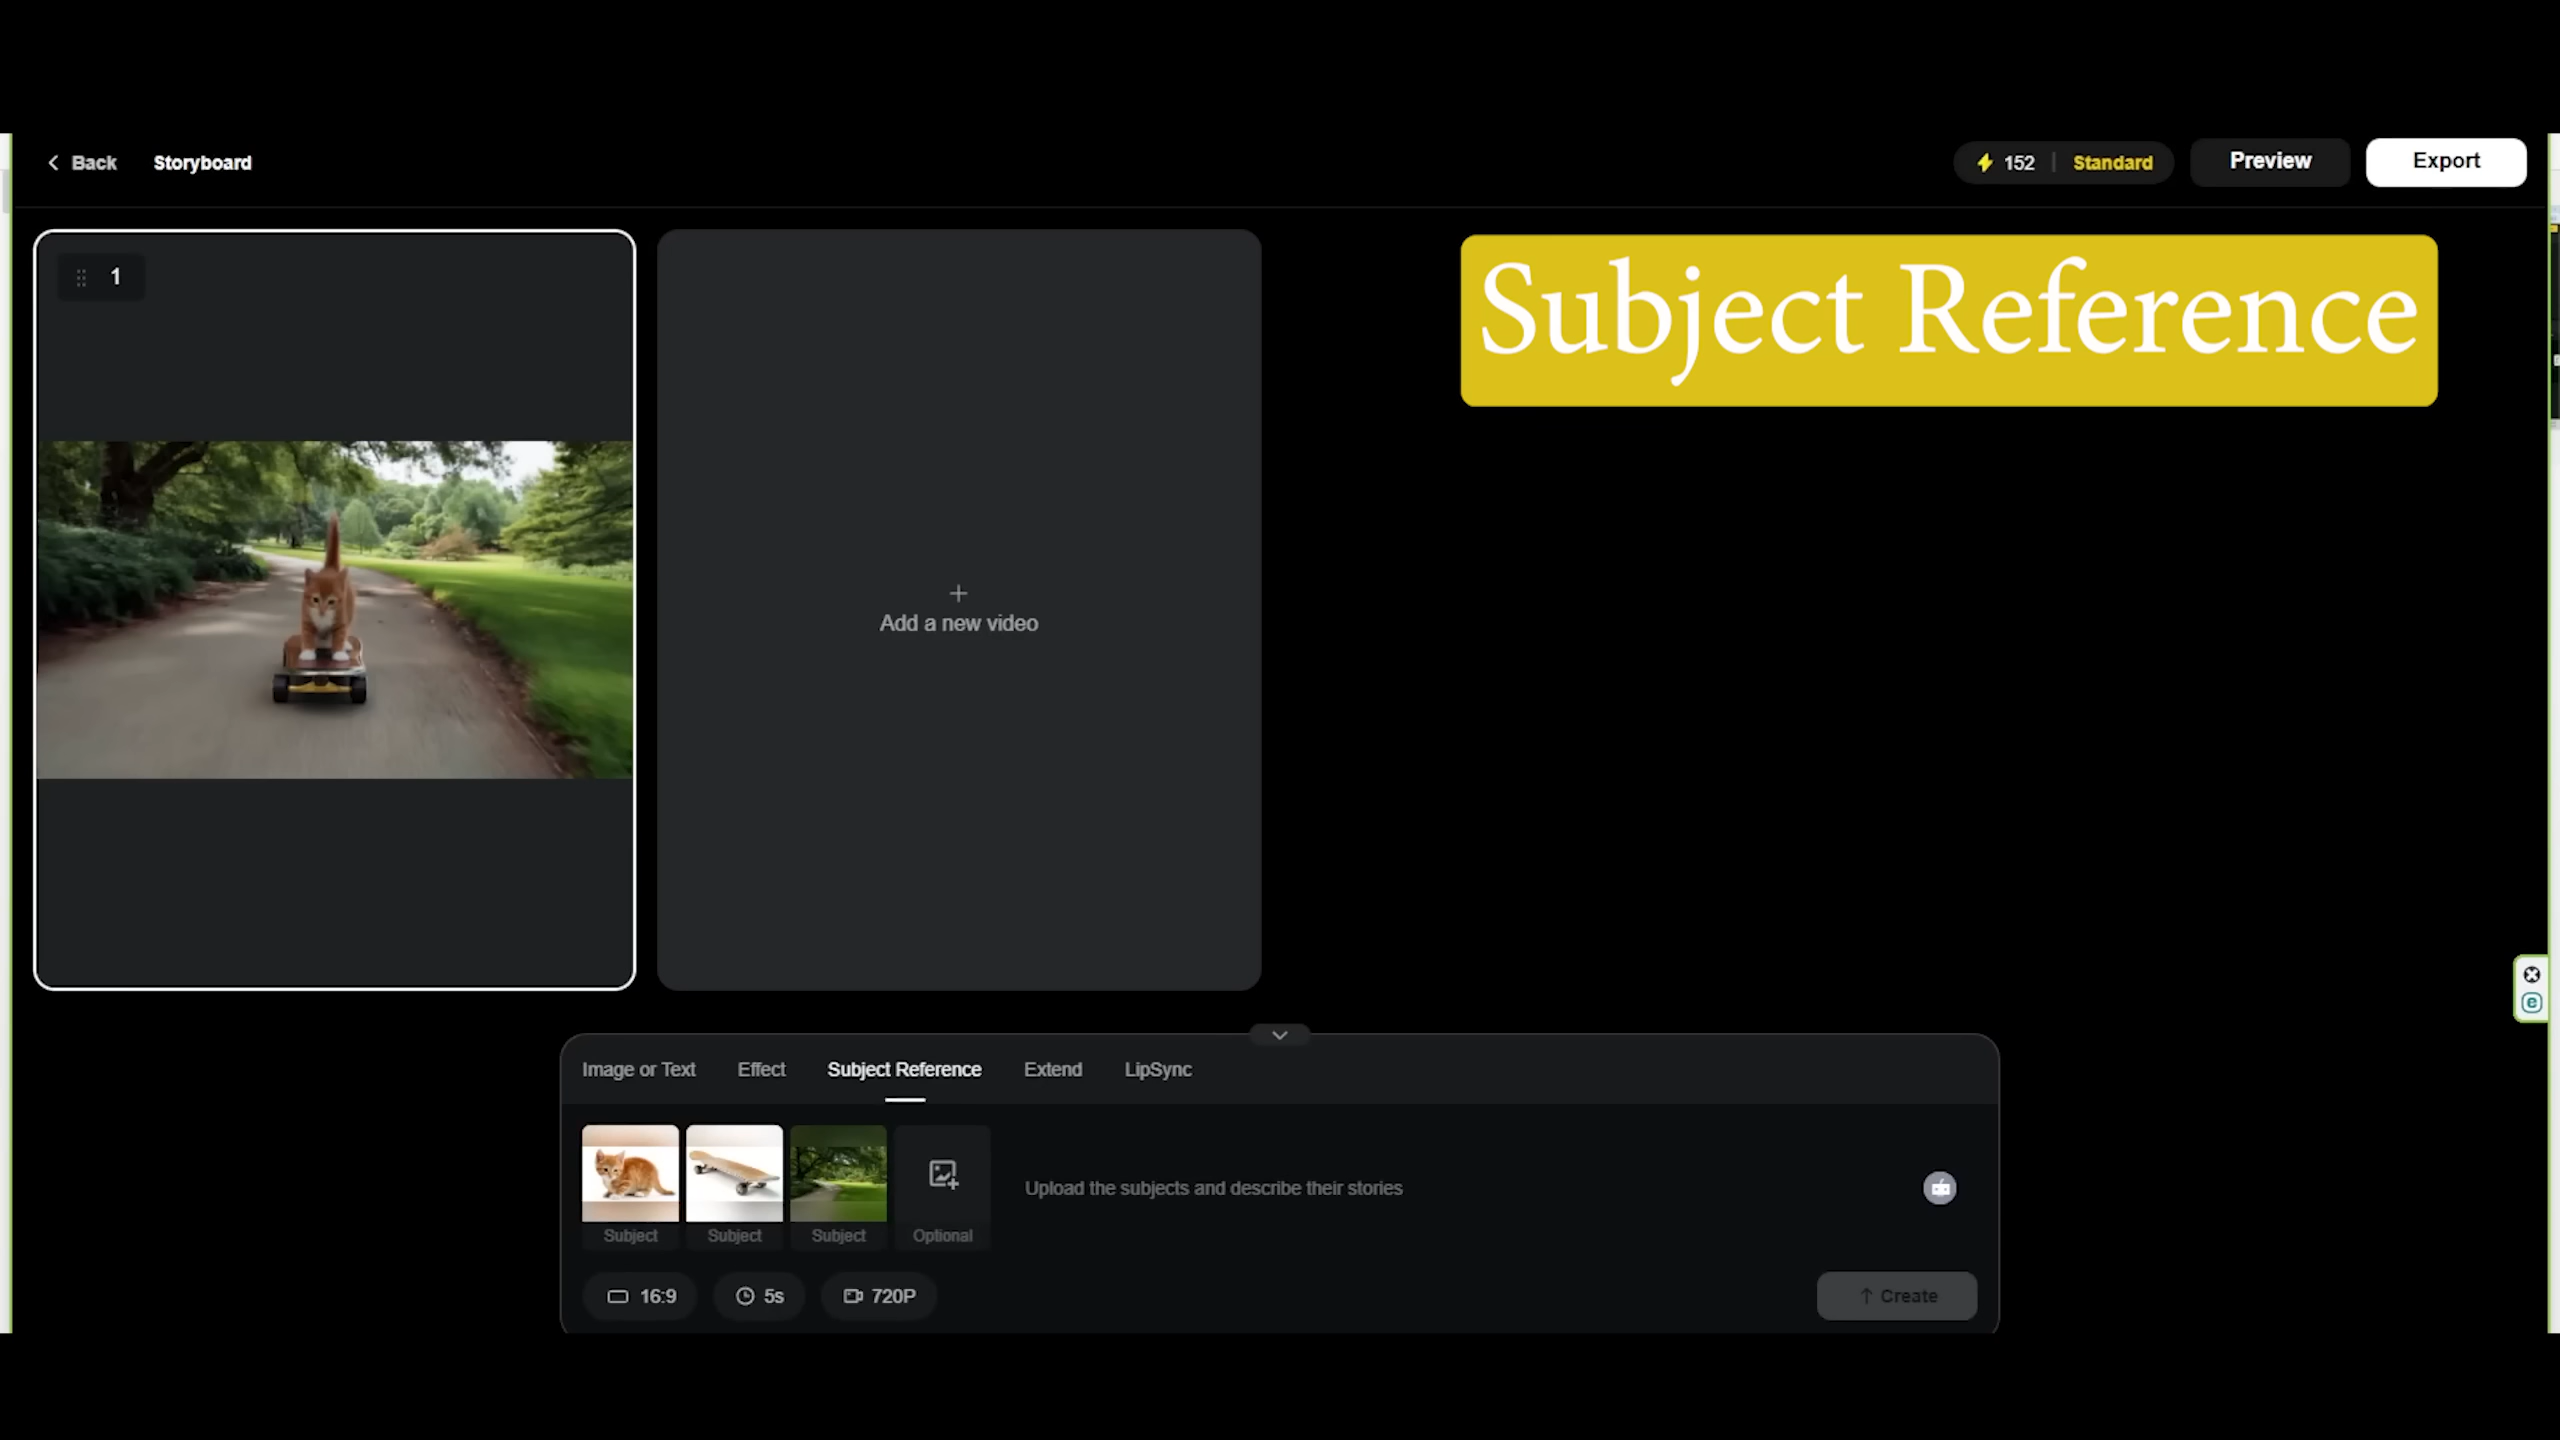 Back
Storyboard
152
Standard
Preview
Export
1
Subject Reference
Add a new video
Image or Text
Effect
Subject Reference
Extend
LipSync
Subject
Subject
Subject
Optional
Upload the subjects and describe their stories
16:9
5s
720P
Create